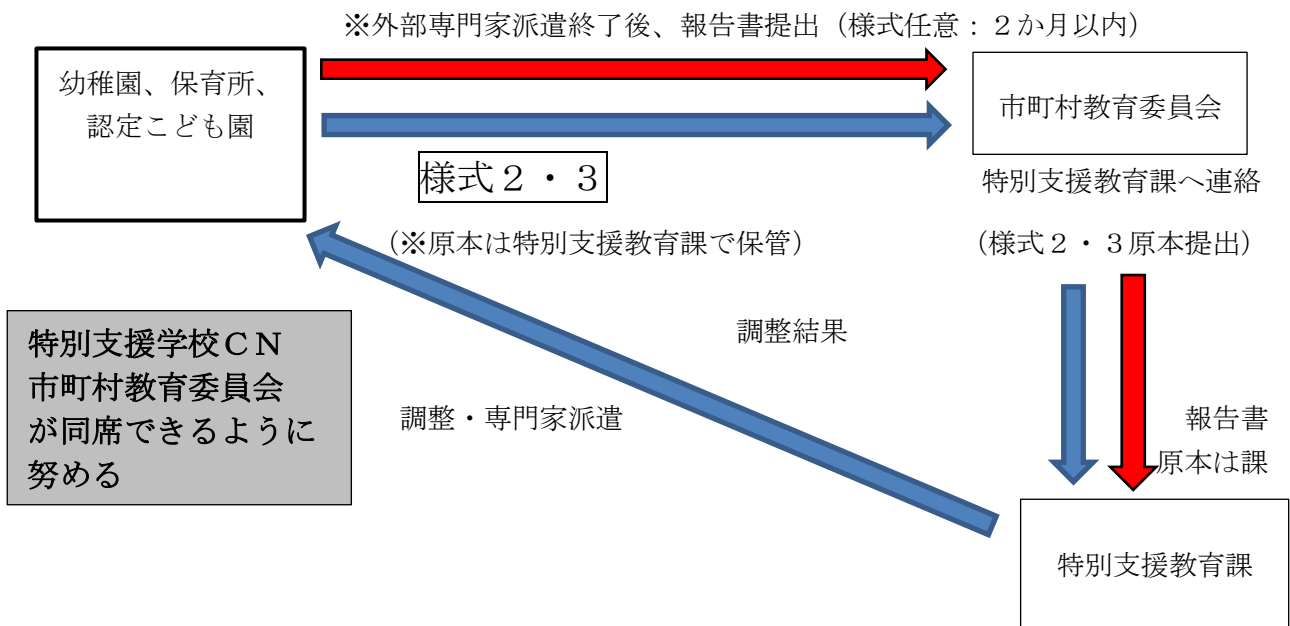 ※外部専門家派遣終了後、報告書提出（様式任意：２か月以内）
幼稚園、保育所、
認定こども園
市町村教育委員会
様式２・３
特別支援教育課へ連絡
（※原本は特別支援教育課で保管）
（様式２・３原本提出）
特別支援学校ＣＮ
市町村教育委員会
が同席できるように
努める
調整結果
調整・専門家派遣
報告書
原本は課
特別支援教育課